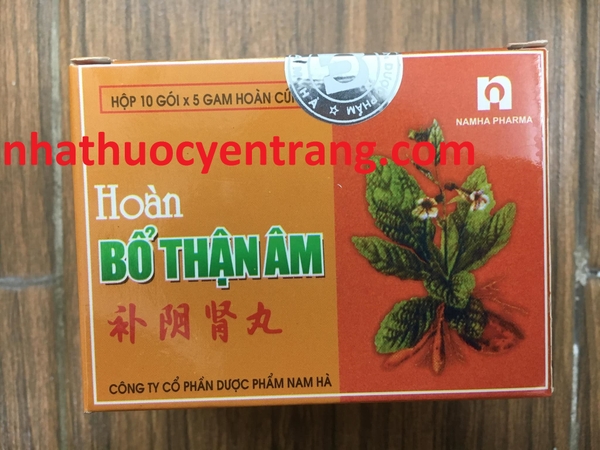 HỘP 10 GÓI x 5 GAM HOÀN CỨNG
NAMHA PHARMA
nhathuocyentrang.com
Hoàn
BỔ THẬN ÂM
补阴肾丸
CÔNG TY CỔ PHẦN DƯỢC PHẨM NAM HÀ